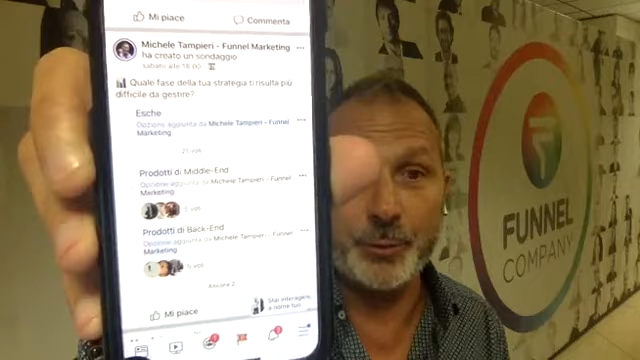 Mi piace
Commenta
Michele Tampieri - Funnel Marketing
ha creato un sondaggio
sabato alle 18:00
Quale fase della tua strategia ti risulta più
difficile da gestire?
Esche
Opzione aggiunta da Michele Tampieri - Funnel
Marketing
21 voti
Prodotti di Middle-End
Opzione aggiunta da Michele Tampieri - Funnel
Marketing
5 voti
Prodotti di Back-End
Opzione aggiunta da Michele Tampieri - Funnel
Marketing
5 voti
Ancora 2
Stai interagendo
a nome tuo
Mi piace
FUNNEL
COMPANY